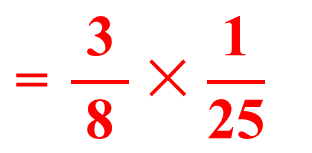 = 3/8 × 1/25